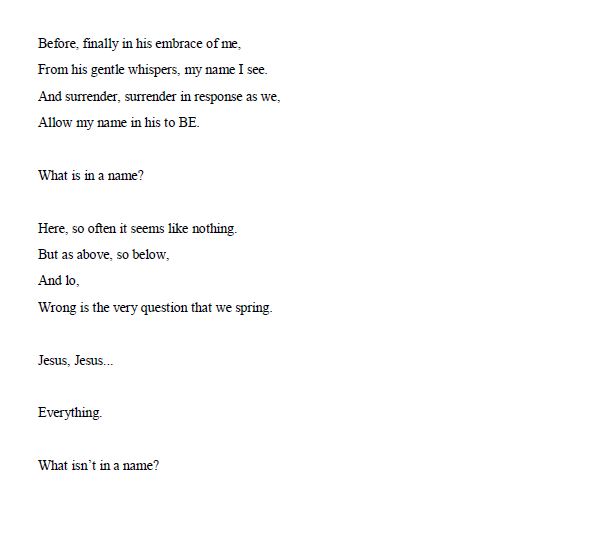 Before, finally in his embrace of me,
From his gentle whispers, my name I see.
And surrender, surrender in response as we,
Allow my name in his to BE.
What is in a name?
Here, so often it seems like nothing.
But as above, so below,
And lo,
Wrong is the very question that we spring.
Jesus, Jesus...
Everything.
What isn’t in a name?